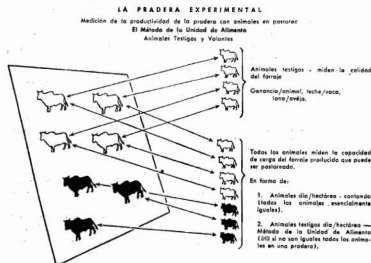 LA PRADERA EXPERIMENTAL
Medición de la productividad de la pradera con animales en pastoreo
El Método de la Unidad de Alimento
Animales Testigos y Volantes
Animales testigos - miden la calidad
del forraje
Ganancia/animal, leche/vaca,
lana/oveja.
Todos los animales miden la capacidad
de carga del forraje producido que puede
ser pastoreado.
En forma de:
1. Animales día/hectárea - contando
(todos los animales esencialmente
iguales).
2. Animales testigos día/hectárea —
Método de la Unidad de Alimento
(útil si no son iguales todos los anima-
les en una pradera).